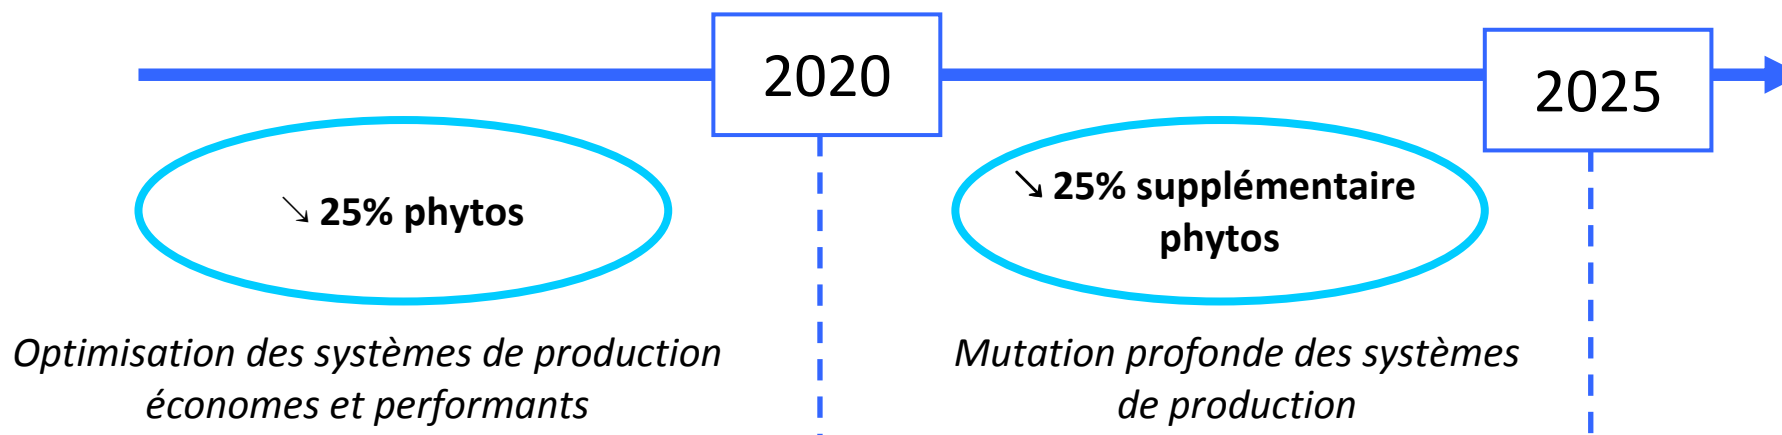 2020
2025
↘ 25% phytos
↘ 25% supplémentaire
phytos
Optimisation des systèmes de production
économes et performants
Mutation profonde des systèmes
de production